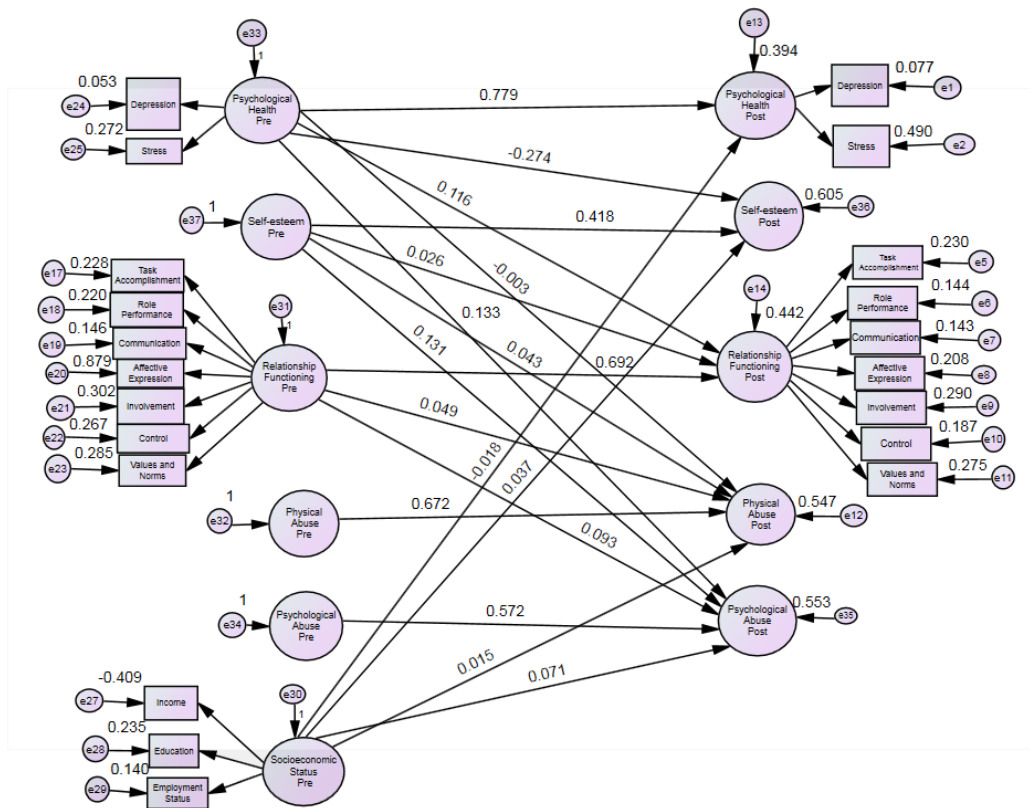 e33
1
Psychological
Health
Pre
0.053
e24
Depression
0.272
e25
Stress
e13
0.394
Psychological
Health
Post
0.077
Depression
e1
0.490
Stress
e2
0.779
-0.274
0.116
1
e37
Self-esteem
Pre
0.418
0.026
-0.003
0.133
0.131
0.043
Self-esteem
Post
0.605
e36
e17
0.228
Task
Accomplishment
e18
0.220
Role
Performance
e19
0.146
Communication
e20
0.879
Affective
Expression
e21
0.302
Involvement
e22
0.267
Control
e23
0.285
Values and
Norms
e31
1
Relationship
Functioning
Pre
0.692
0.049
0.093
e14
0.442
Relationship
Functioning
Post
0.230
Task
Accomplishment
e5
0.144
Role
Performance
e6
0.143
Communication
e7
0.208
Affective
Expression
e8
0.290
Involvement
e9
0.187
Control
e10
0.275
Values and
Norms
e11
-0.018
0.037
1
e32
Physical
Abuse
Pre
0.672
Physical
Abuse
Post
0.547
e12
1
e34
Psychological
Abuse
Pre
0.572
Psychological
Abuse
Post
0.553
e35
0.015
0.071
-0.409
e27
Income
0.235
e28
Education
0.140
e29
Employment
Status
e30
1
Socioeconomic
Status
Pre